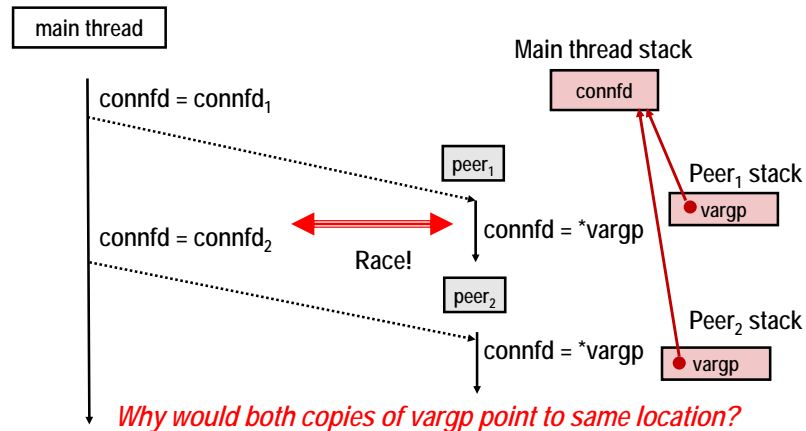 main thread
Main thread stack
connfd
connfd = connfd₁
peer₁
Peer₁ stack
vargp
connfd = connfd₂
connfd = *vargp
Race!
peer₂
Peer₂ stack
connfd = *vargp
vargp
Why would both copies of vargp point to same location?